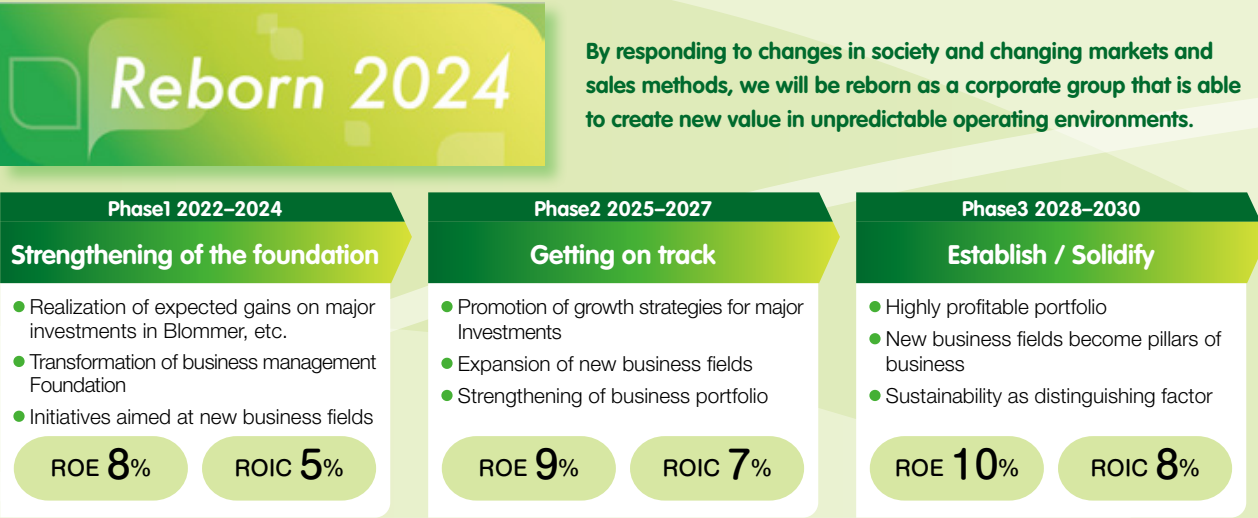 Reborn 2024
By responding to changes in society and changing markets and
sales methods, we will be reborn as a corporate group that is able
to create new value in unpredictable operating environments.
Phase1 2022–2024
Strengthening of the foundation
● Realization of expected gains on major
investments in Blommer, etc.
● Transformation of business management
Foundation
● Initiatives aimed at new business fields
ROE 8%
ROIC 5%
Phase2 2025–2027
Getting on track
● Promotion of growth strategies for major
Investments
● Expansion of new business fields
● Strengthening of business portfolio
ROE 9%
ROIC 7%
Phase3 2028–2030
Establish / Solidify
● Highly profitable portfolio
● New business fields become pillars of
business
● Sustainability as distinguishing factor
ROE 10%
ROIC 8%